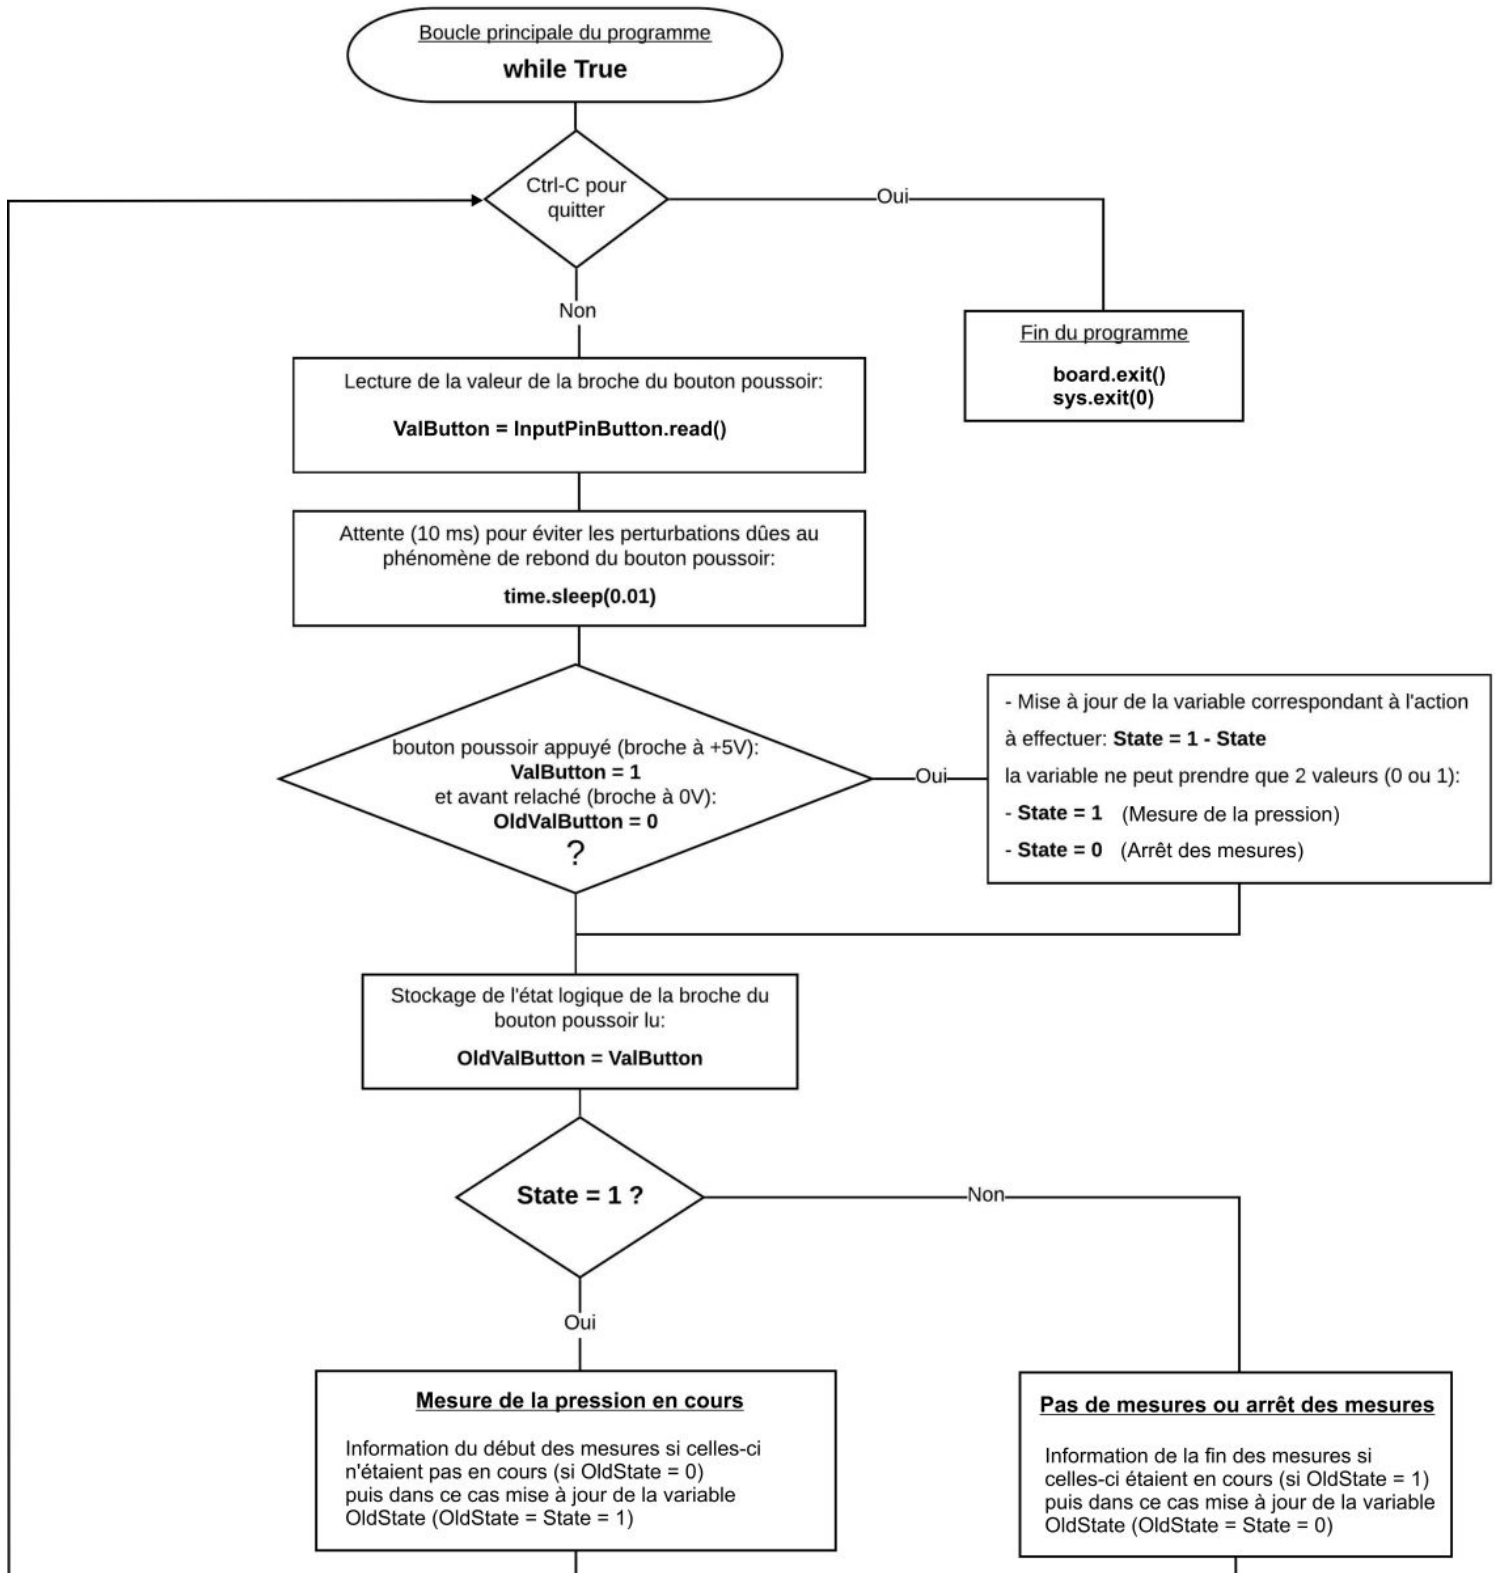 Boucle principale du programme
while True
Ctrl-C pour
quitter
Oui
Non
Fin du programme
board.exit()
sys.exit(0)
Lecture de la valeur de la broche du bouton poussoir:
ValButton = InputPinButton.read()
Attente (10 ms) pour éviter les perturbations dûes au
phénomène de rebond du bouton poussoir:
time.sleep(0.01)
bouton poussoir appuyé (broche à +5V):
ValButton = 1
et avant relaché (broche à 0V):
OldValButton = 0
?
Oui
- Mise à jour de la variable correspondant à l'action
à effectuer: State = 1 - State
la variable ne peut prendre que 2 valeurs (0 ou 1):
- State = 1 (Mesure de la pression)
- State = 0 (Arrêt des mesures)
Stockage de l'état logique de la broche du
bouton poussoir lu:
OldValButton = ValButton
State = 1 ?
Non
Oui
Mesure de la pression en cours
Information du début des mesures si celles-ci
n'étaient pas en cours (si OldState = 0)
puis dans ce cas mise à jour de la variable
OldState (OldState = State = 1)
Pas de mesures ou arrêt des mesures
Information de la fin des mesures si
celles-ci étaient en cours (si OldState = 1)
puis dans ce cas mise à jour de la variable
OldState (OldState = State = 0)